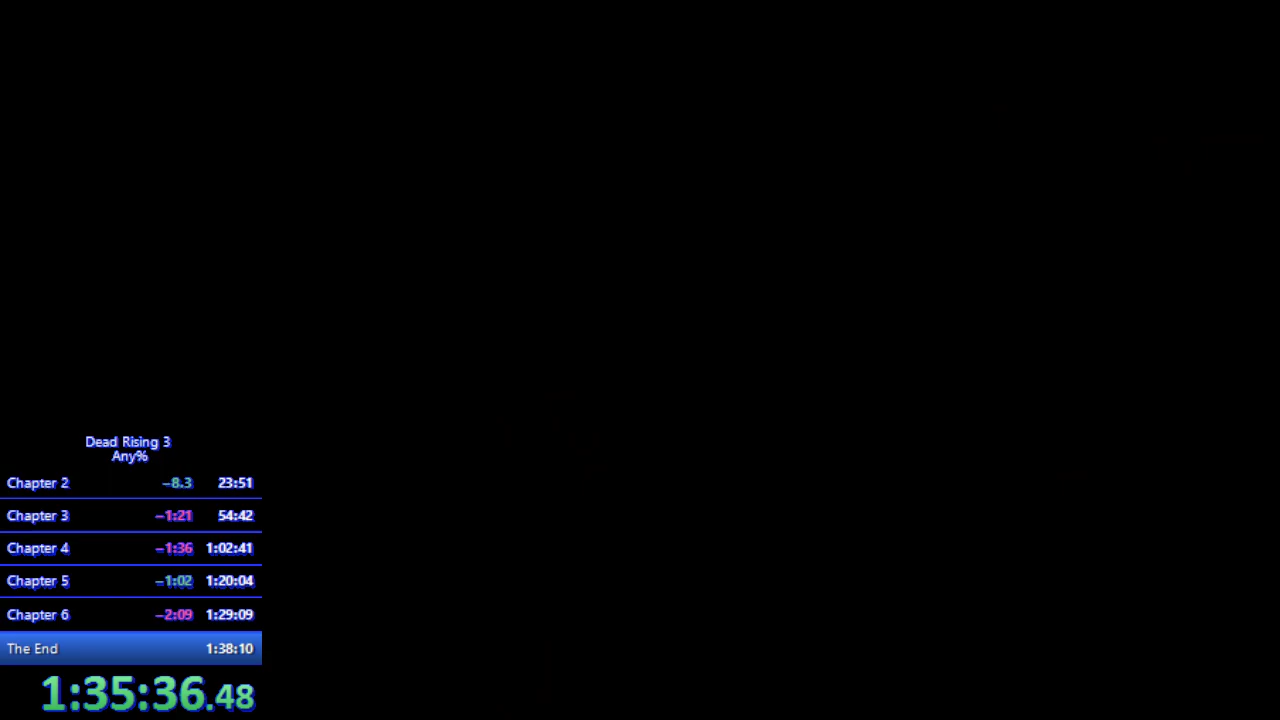 Dead Rising 3
Any%
Chapter 2 −8.3 23:51
Chapter 3 −1:21 54:42
Chapter 4 −1:36 1:02:41
Chapter 5 −1:02 1:20:04
Chapter 6 −2:09 1:29:09
The End 1:38:10
1:35:36.48